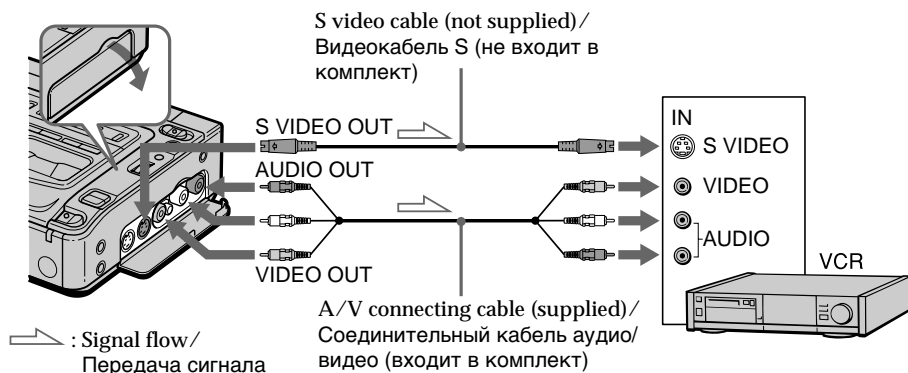 S video cable (not supplied)/
Видеокабель S (не входит в
комплект)
IN
S VIDEO OUT
S VIDEO
AUDIO OUT
VIDEO
AUDIO
VCR
VIDEO OUT
A/V connecting cable (supplied)/
Соединительный кабель аудио/
видео (входит в комплект)
: Signal flow/
Передача сигнала